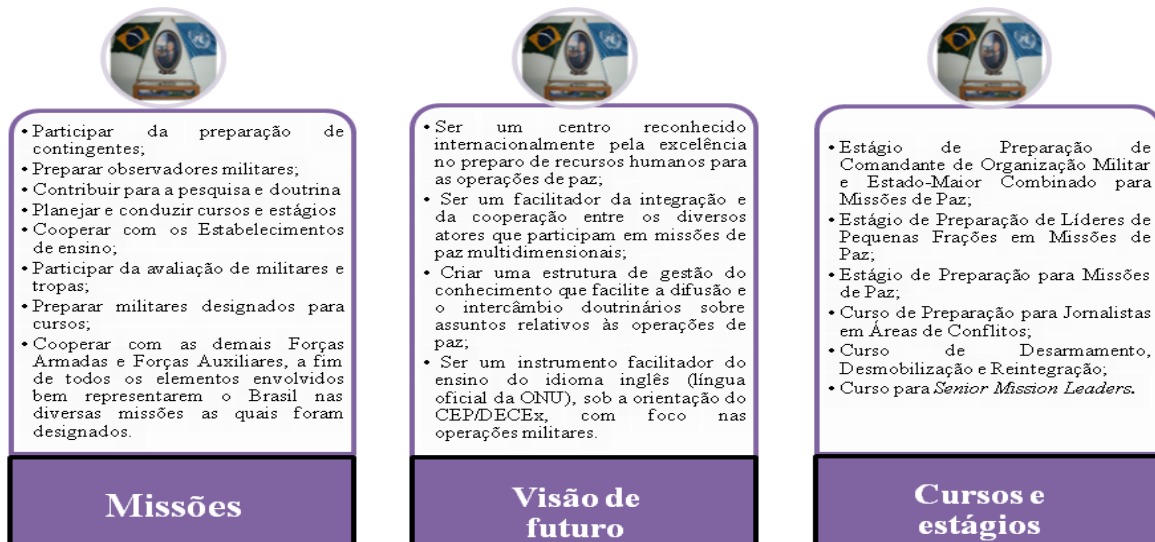 • Participar da preparação de
contingentes;
• Preparar observadores militares;
• Contribuir para a pesquisa e doutrina
• Planejar e conduzir cursos e estágios
• Cooperar com os Estabelecimentos
de ensino;
• Participar da avaliação de militares e
tropas;
• Preparar militares designados para
cursos;
• Cooperar com as demais Forças
Armadas e Forças Auxiliares, a fim
de todos os elementos envolvidos
bem representarem o Brasil nas
diversas missões as quais foram
designados.
Missões
• Ser um centro reconhecido
internacionalmente pela excelência
no preparo de recursos humanos para
as operações de paz;
• Ser um facilitador da integração e
da cooperação entre os diversos
atores que participam em missões de
paz multidimensionais;
• Criar uma estrutura de gestão do
conhecimento que facilite a difusão e
o intercâmbio doutrinários sobre
assuntos relativos às operações de
paz;
• Ser um instrumento facilitador do
ensino do idioma inglês (língua
oficial da ONU), sob a orientação do
CEP/DECEx, com foco nas
operações militares.
Visão de
futuro
• Estágio de Preparação de
Comandante de Organização Militar
e Estado-Maior Combinado para
Missões de Paz;
• Estágio de Preparação de Líderes de
Pequenas Frações em Missões de
Paz;
• Estágio de Preparação para Missões
de Paz;
• Curso de Preparação para Jornalistas
em Áreas de Conflitos;
• Curso de Desarmamento,
Desmobilização e Reintegração;
• Curso para Senior Mission Leaders.
Cursos e
estágios